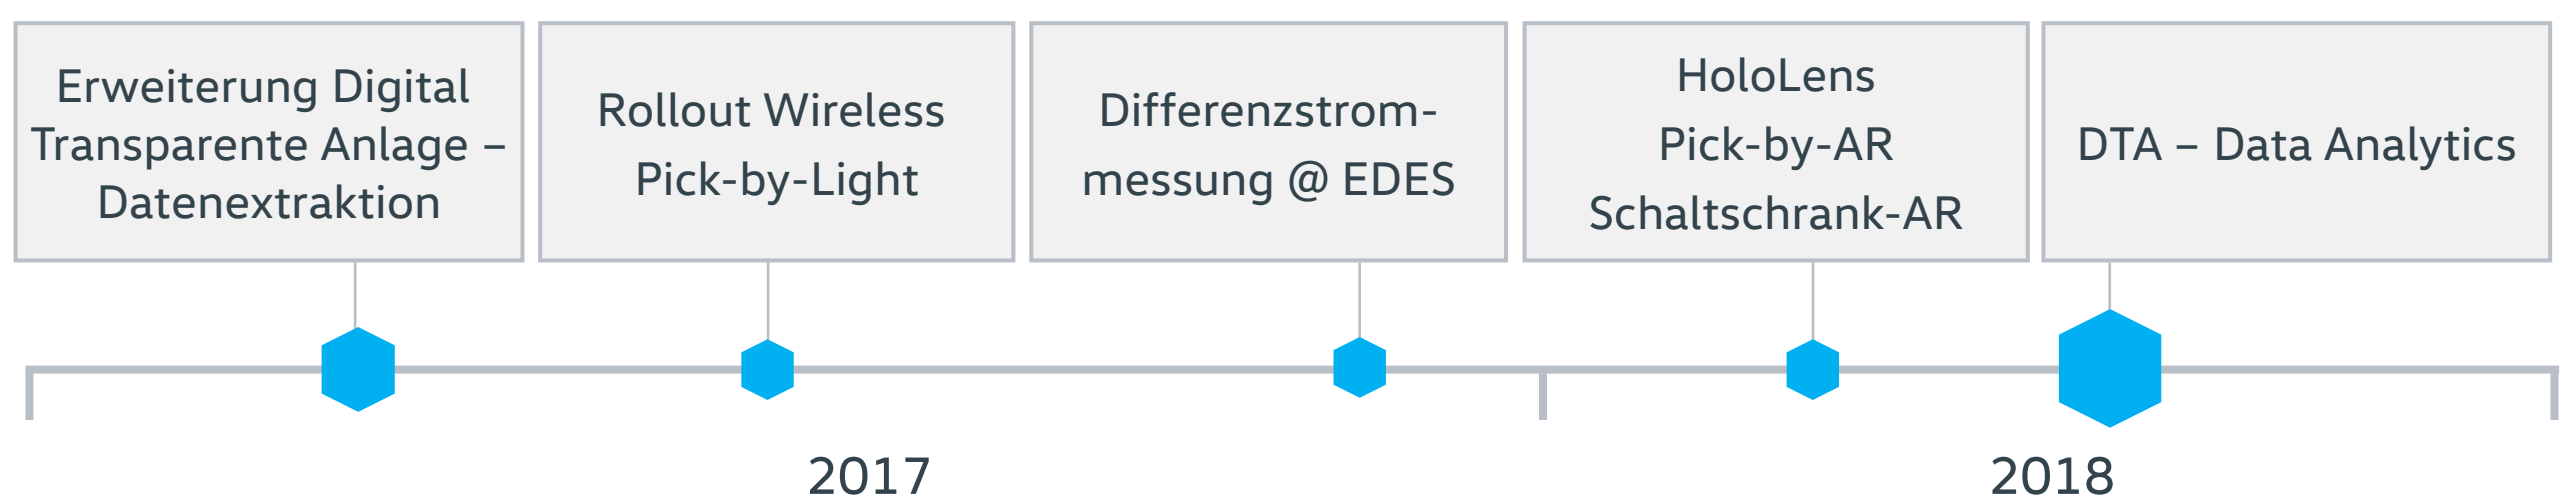 Erweiterung Digital
Transparente Anlage –
Datenextraktion
Rollout Wireless
Pick-by-Light
Differenzstrom-
messung @ EDES
HoloLens
Pick-by-AR
Schaltschrank-AR
DTA – Data Analytics
2017
2018